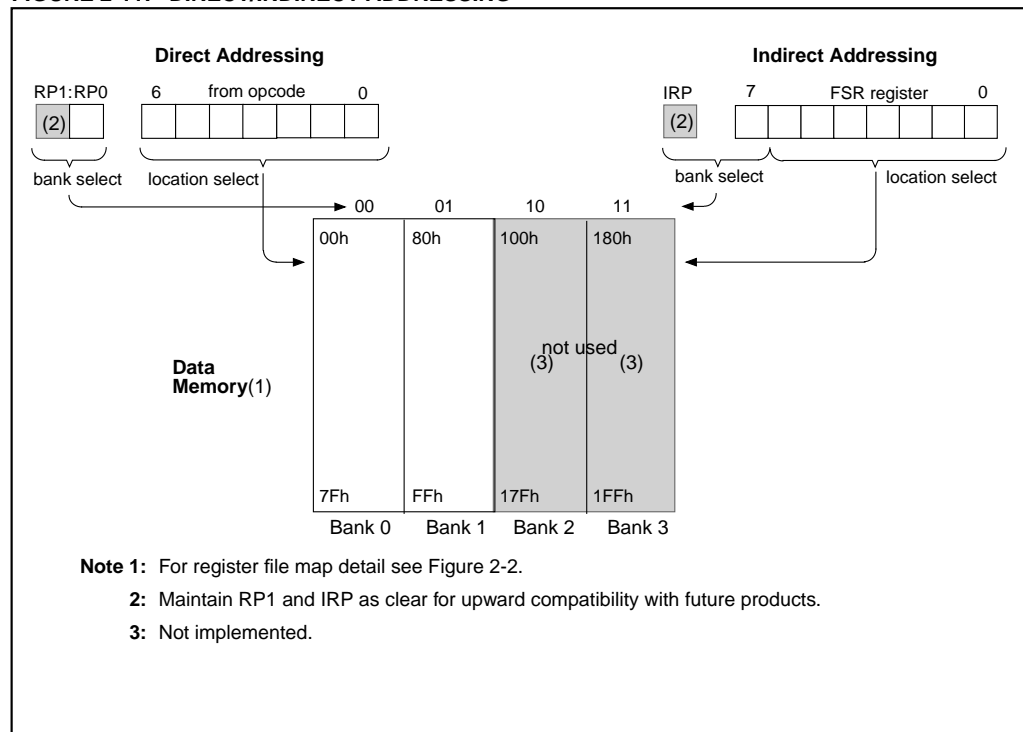 Direct Addressing
Indirect Addressing
RP1:RP0
6
from opcode
0
IRP
7
FSR register
0
(2)
(2)
bank select
location select
bank select
location select
00
01
10
11
00h
80h
100h
180h
not used
(3)
(3)
Data
Memory(1)
7Fh
FFh
17Fh
1FFh
Bank 0
Bank 1
Bank 2
Bank 3
Note 1: For register file map detail see Figure 2-2.
2: Maintain RP1 and IRP as clear for upward compatibility with future products.
3: Not implemented.